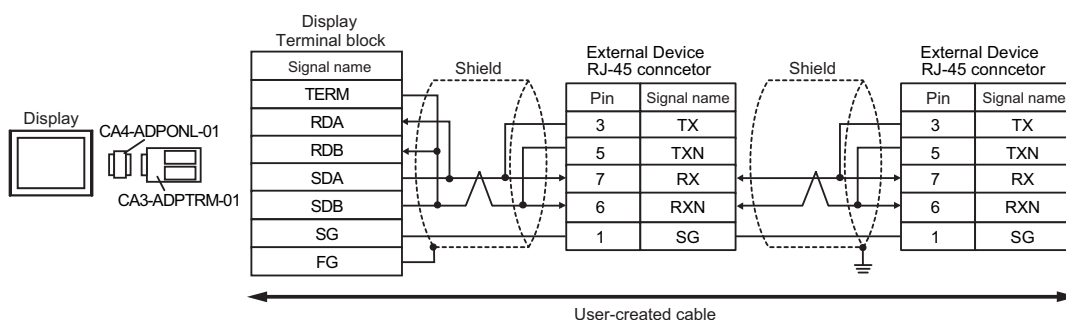 Display
Terminal block
Signal name
TERM
RDA
RDB
SDA
SDB
SG
FG
Display
CA4-ADPONL-01
CA3-ADPTRM-01
Shield
External Device
RJ-45 conncetor
Pin Signal name
3 TX
5 TXN
7 RX
6 RXN
1 SG
Shield
External Device
RJ-45 conncetor
Pin Signal name
3 TX
5 TXN
7 RX
6 RXN
1 SG
User-created cable